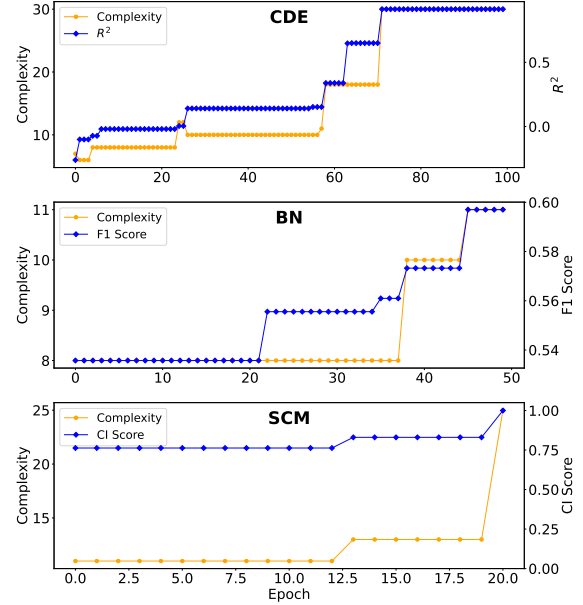 CDE
Complexity
R²
30
20
10
Complexity
0.5
0.0
R²
0 20 40 60 80 100
BN
Complexity
F1 Score
11
10
9
8
Complexity
0.60
0.58
0.56
0.54
F1 Score
0 10 20 30 40 50
SCM
Complexity
CI Score
25
20
15
Complexity
1.00
0.75
0.50
0.25
0.00
CI Score
0.0 2.5 5.0 7.5 10.0 12.5 15.0 17.5 20.0
Epoch